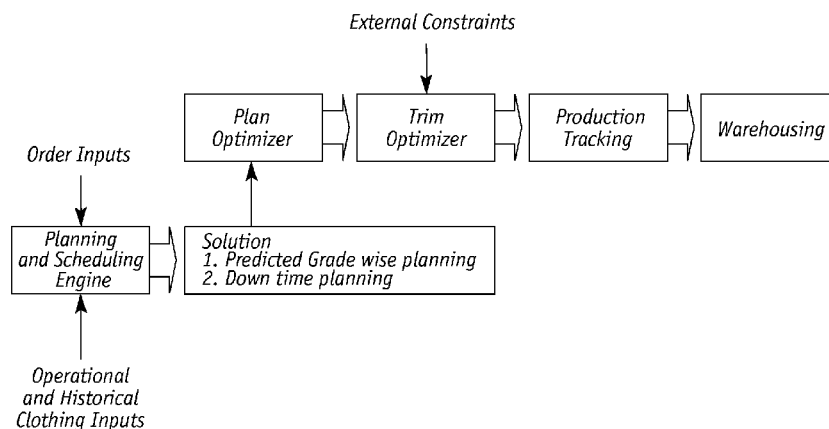 External Constraints
Plan
Optimizer
Trim
Optimizer
Production
Tracking
Warehousing
Order Inputs
Planning
and Scheduling
Engine
Solution
1. Predicted Grade wise planning
2. Down time planning
Operational
and Historical
Clothing Inputs